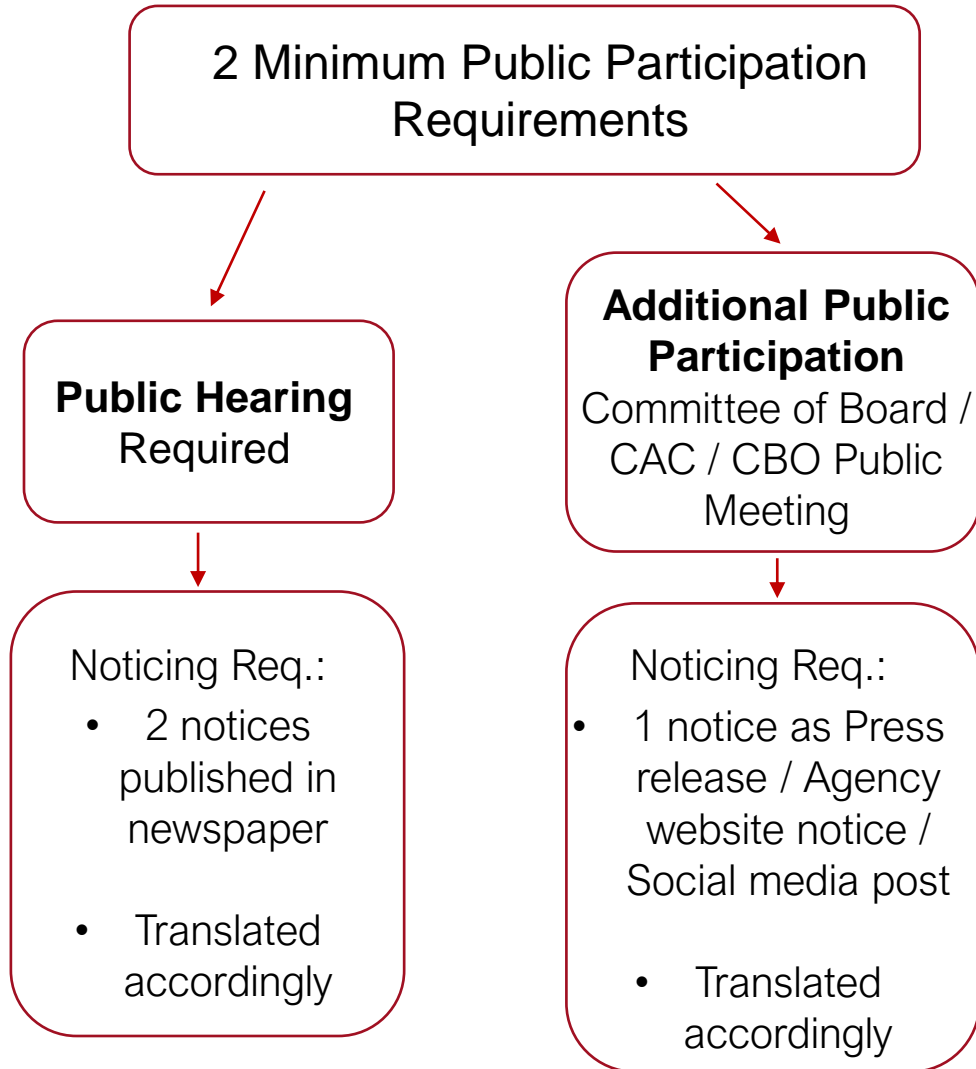 2 Minimum Public Participation
Requirements
Public Hearing
Required
Noticing Req.:
• 2 notices
published in
newspaper
• Translated
accordingly
Additional Public
Participation
Committee of Board /
CAC / CBO Public
Meeting
Noticing Req.:
• 1 notice as Press
release / Agency
website notice /
Social media post
• Translated
accordingly